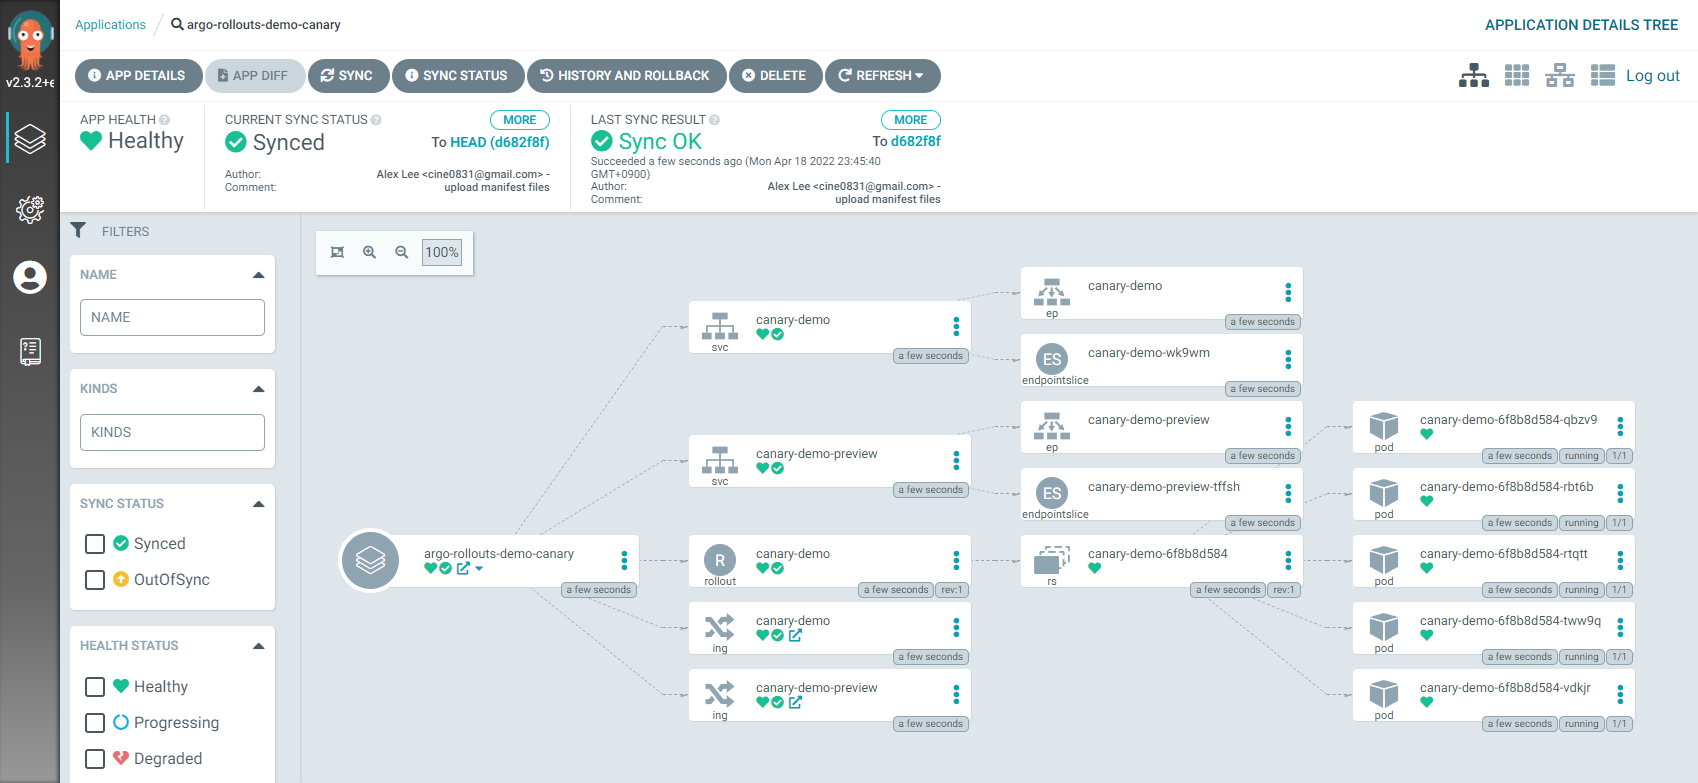 Applications
argo-rollouts-demo-canary
APPLICATION DETAILS TREE
v2.3.2+e
APP DETAILS
APP DIFF
SYNC
SYNC STATUS
HISTORY AND ROLLBACK
DELETE
REFRESH
Log out
APP HEALTH
Healthy
CURRENT SYNC STATUS
MORE
Synced
To HEAD (d682f8f)
Author:
Alex Lee <cine0831@gmail.com> -
Comment:
upload manifest files
LAST SYNC RESULT
MORE
Sync OK
To d682f8f
Succeeded a few seconds ago (Mon Apr 18 2022 23:45:40
GMT+0900)
Author:
Alex Lee <cine0831@gmail.com> -
Comment:
upload manifest files
FILTERS
NAME
NAME
KINDS
KINDS
SYNC STATUS
Synced
OutOfSync
HEALTH STATUS
Healthy
Progressing
Degraded
100%
argo-rollouts-demo-canary
a few seconds
canary-demo
svc
a few seconds
canary-demo-preview
svc
a few seconds
R
canary-demo
rollout
a few seconds
rev:1
canary-demo
ing
a few seconds
canary-demo-preview
ing
a few seconds
canary-demo
ep
a few seconds
ES
canary-demo-wk9wm
endpointslice
a few seconds
canary-demo-preview
ep
a few seconds
ES
canary-demo-preview-tffsh
endpointslice
a few seconds
canary-demo-6f8b8d584
rs
a few seconds
rev:1
canary-demo-6f8b8d584-qbzv9
pod
a few seconds
running
1/1
canary-demo-6f8b8d584-rbt6b
pod
a few seconds
running
1/1
canary-demo-6f8b8d584-rtqtt
pod
a few seconds
running
1/1
canary-demo-6f8b8d584-tww9q
pod
a few seconds
running
1/1
canary-demo-6f8b8d584-vdkjr
pod
a few seconds
running
1/1